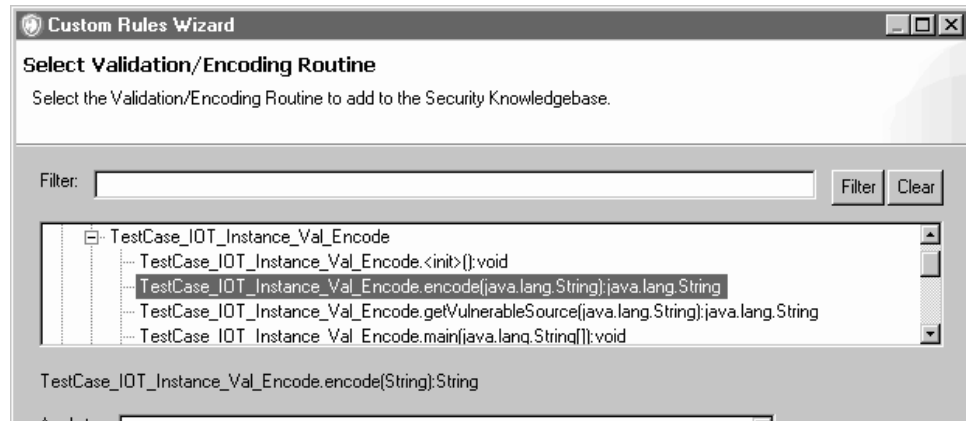 Custom Rules Wizard
Select Validation/Encoding Routine
Select the Validation/Encoding Routine to add to the Security Knowledgebase.
Filter: Filter Clear
TestCase_IOT_Instance_Val_Encode
TestCase_IOT_Instance_Val_Encode.<init>():void
TestCase_IOT_Instance_Val_Encode.encode(java.lang.String):java.lang.String
TestCase_IOT_Instance_Val_Encode.getVulnerableSource(java.lang.String):java.lang.String
TestCase_IOT_Instance_Val_Encode.main(java.lang.String[]):void
TestCase_IOT_Instance_Val_Encode.encode(String):String